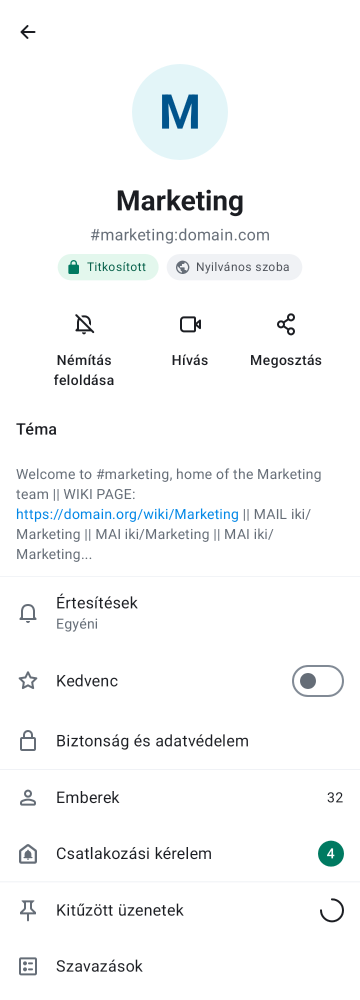 M
Marketing
#marketing:domain.com
Titkosított
Nyilvános szoba
Némítás
feloldása
Hívás
Megosztás
Téma
Welcome to #marketing, home of the Marketing
team || WIKI PAGE:
https://domain.org/wiki/Marketing || MAIL iki/
Marketing || MAI iki/Marketing || MAI iki/
Marketing...
Értesítések
Egyéni
Kedvenc
Biztonság és adatvédelem
Emberek 32
Csatlakozási kérelem 4
Kitűzött üzenetek
Szavazások